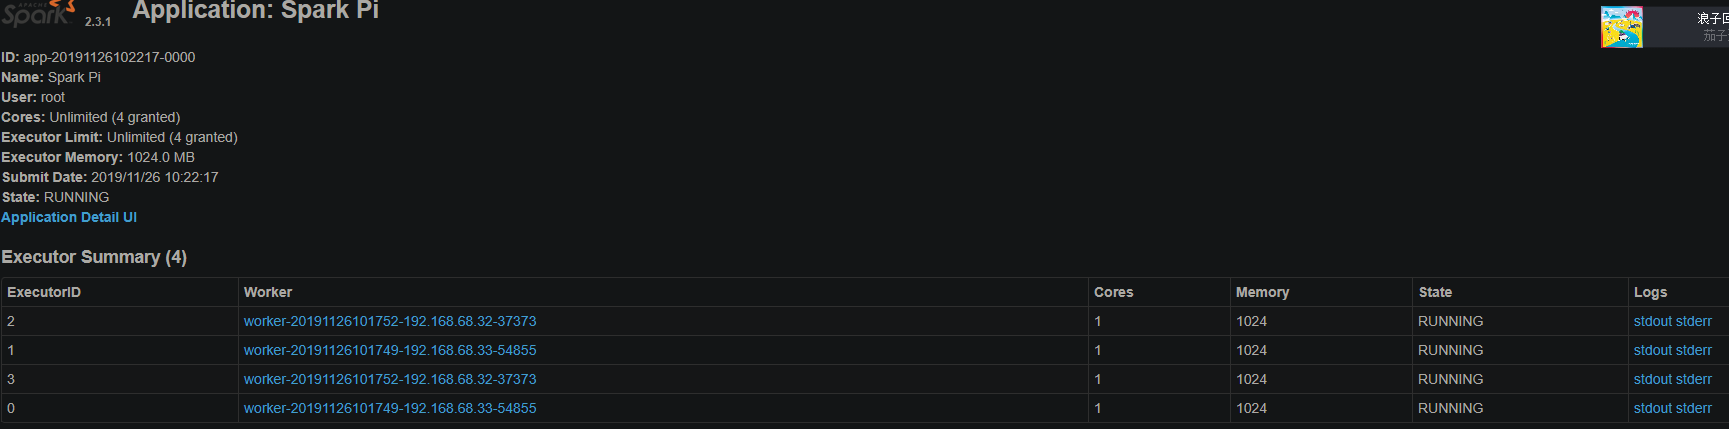 APACHE
Spark 2.3.1 Application: Spark Pi
浪子回
茄子
ID: app-20191126102217-0000
Name: Spark Pi
User: root
Cores: Unlimited (4 granted)
Executor Limit: Unlimited (4 granted)
Executor Memory: 1024.0 MB
Submit Date: 2019/11/26 10:22:17
State: RUNNING
Application Detail UI
Executor Summary (4)
ExecutorID Worker Cores Memory State Logs
2 worker-20191126101752-192.168.68.32-37373 1 1024 RUNNING stdout stderr
1 worker-20191126101749-192.168.68.33-54855 1 1024 RUNNING stdout stderr
3 worker-20191126101752-192.168.68.32-37373 1 1024 RUNNING stdout stderr
0 worker-20191126101749-192.168.68.33-54855 1 1024 RUNNING stdout stderr